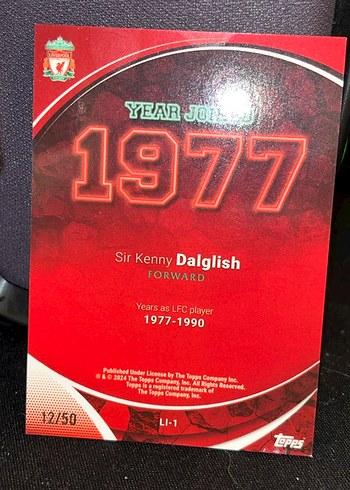 YEAR JOINED
1977
Sir Kenny Dalglish
FORWARD
Years as LFC player
1977-1990
Published Under License by The Topps Company Inc.
® & © 2024 The Topps Company, Inc. All Rights Reserved.
Topps is a registered trademark of
The Topps Company, Inc.
12/50
LI-1
topps